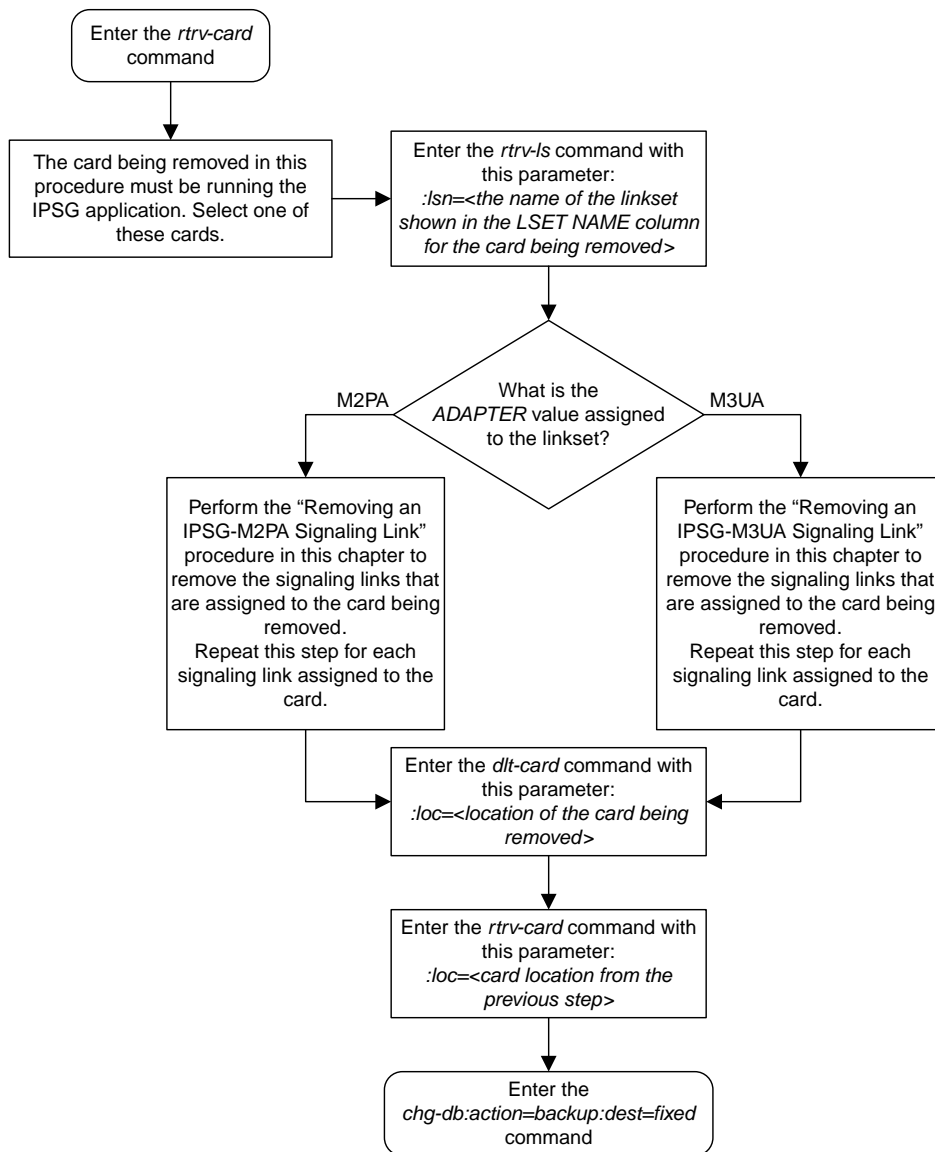 Enter the rtrv-card
command
The card being removed in this
procedure must be running the
IPSG application. Select one of
these cards.
Enter the rtrv-ls command with
this parameter:
:lsn=<the name of the linkset
shown in the LSET NAME column
for the card being removed>
What is the
ADAPTER value assigned
to the linkset?
M2PA
M3UA
Perform the “Removing an
IPSG-M2PA Signaling Link”
procedure in this chapter to
remove the signaling links that
are assigned to the card being
removed.
Repeat this step for each
signaling link assigned to the
card.
Perform the “Removing an
IPSG-M3UA Signaling Link”
procedure in this chapter to
remove the signaling links that
are assigned to the card being
removed.
Repeat this step for each
signaling link assigned to the
card.
Enter the dlt-card command with
this parameter:
:loc=<location of the card being
removed>
Enter the rtrv-card command with
this parameter:
:loc=<card location from the
previous step>
Enter the
chg-db:action=backup:dest=fixed
command